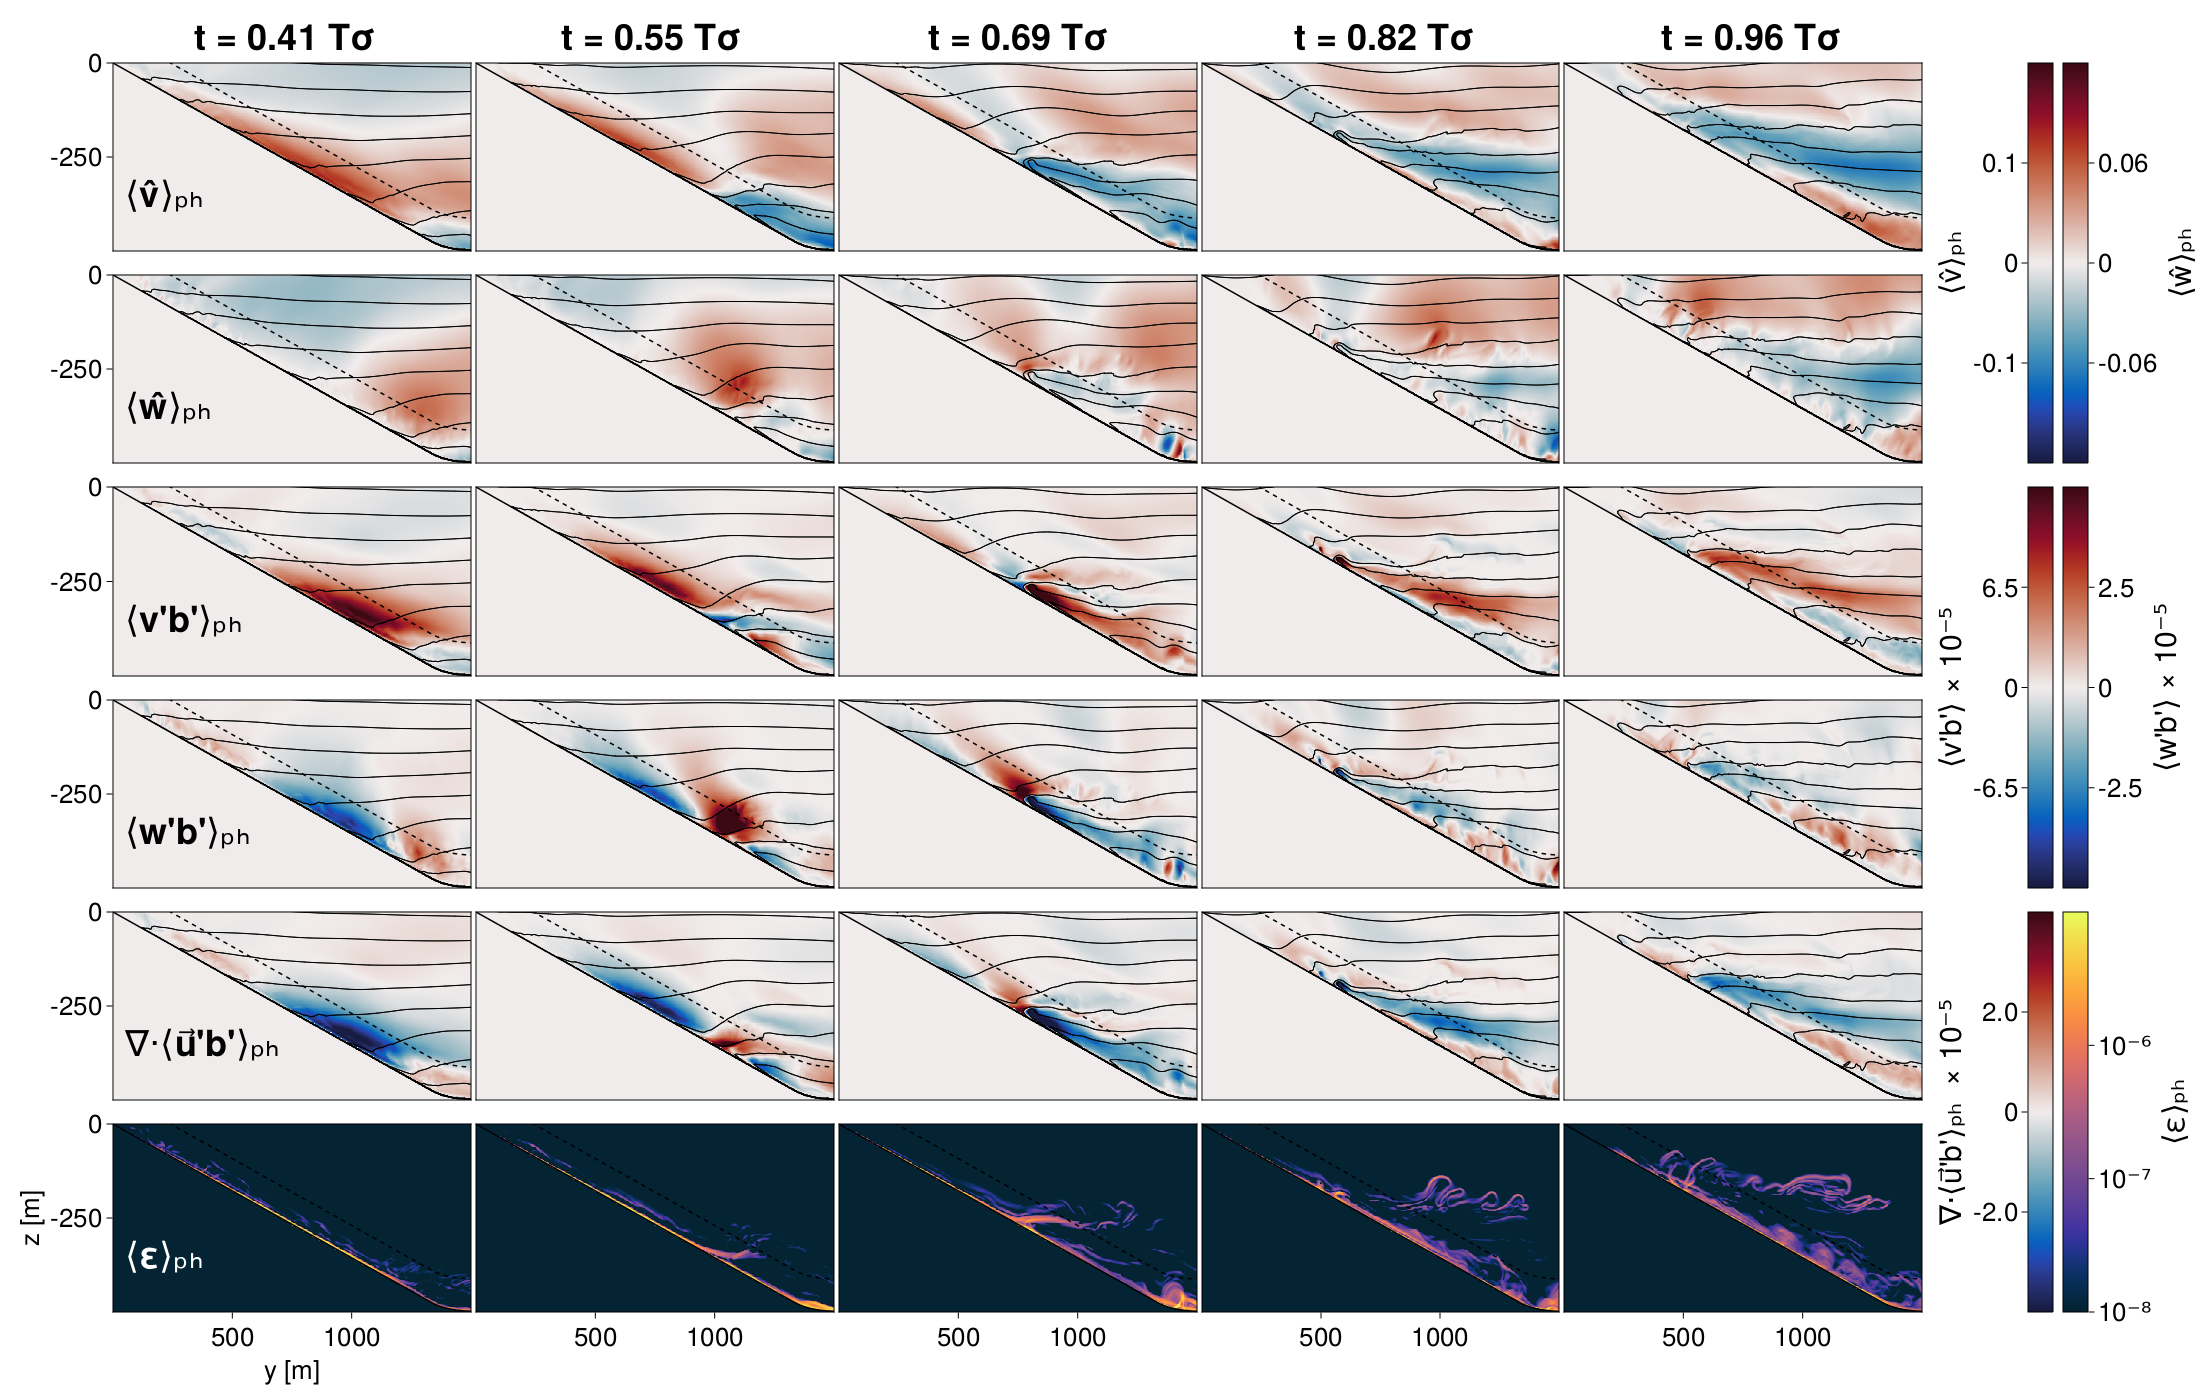 t = 0.41 Tσ t = 0.55 Tσ t = 0.69 Tσ t = 0.82 Tσ t = 0.96 Tσ
0
-250
⟨v̂⟩ₚₕ
0
-250
⟨ŵ⟩ₚₕ
0.1
0
-0.1
⟨v̂⟩ₚₕ
0.06
0
-0.06
⟨ŵ⟩ₚₕ
0
-250
⟨v'b'⟩ₚₕ
0
-250
⟨w'b'⟩ₚₕ
6.5
0
-6.5
⟨v'b'⟩ × 10⁻⁵
2.5
0
-2.5
⟨w'b'⟩ × 10⁻⁵
0
-250
∇·⟨u⃗'b'⟩ₚₕ
0
-250
⟨ε⟩ₚₕ
z [m]
500 1000 500 1000 500 1000 500 1000 500 1000
y [m]
2.0
0
-2.0
∇·⟨u⃗'b'⟩ₚₕ × 10⁻⁵
10⁻⁶
10⁻⁷
10⁻⁸
⟨ε⟩ₚₕ